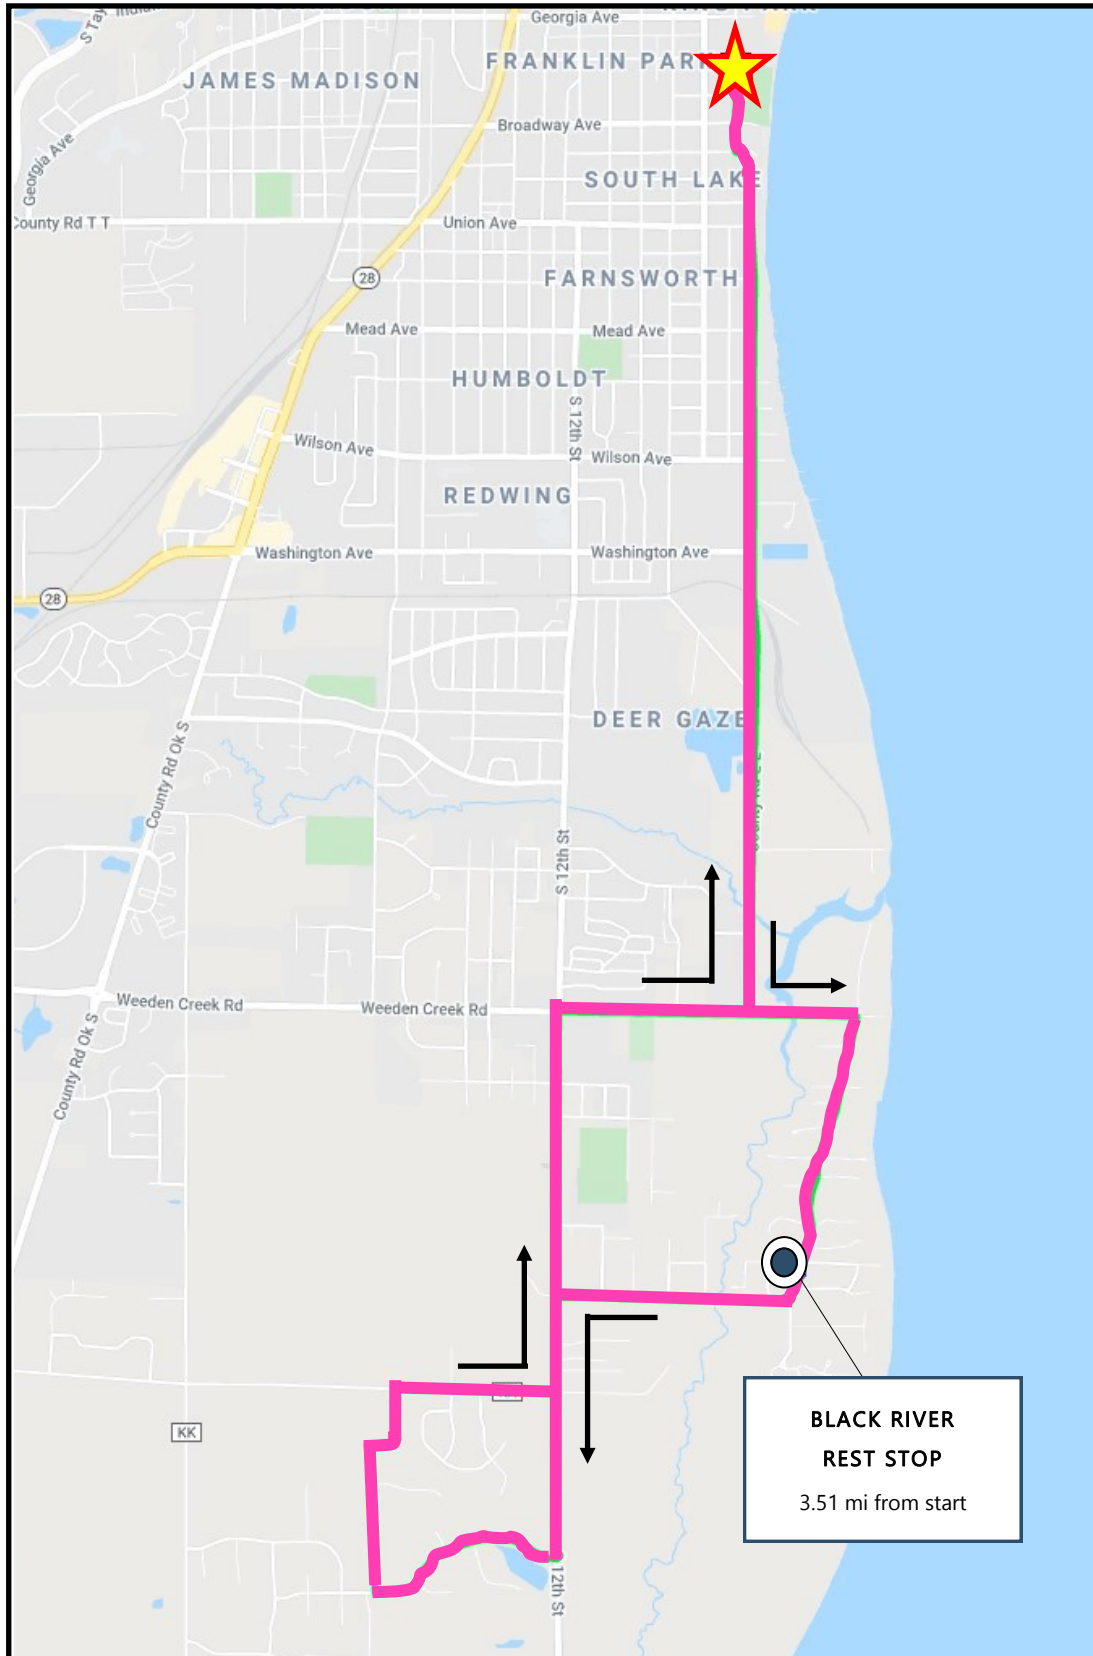 Georgia Ave
S Tay
FRANKLIN PAR
JAMES MADISON
Broadway Ave
Georgia Ave
SOUTH LAKE
County Rd T T
Union Ave
28
FARNSWORTH
Mead Ave
Mead Ave
HUMBOLDT
S 12th St
Wilson Ave
Wilson Ave
REDWING
Washington Ave
Washington Ave
28
DEER GAZE
County Rd Ok S
S 12th St
Weeden Creek Rd
Weeden Creek Rd
County Rd Ok S
KK
BLACK RIVER
REST STOP
3.51 mi from start
12th St